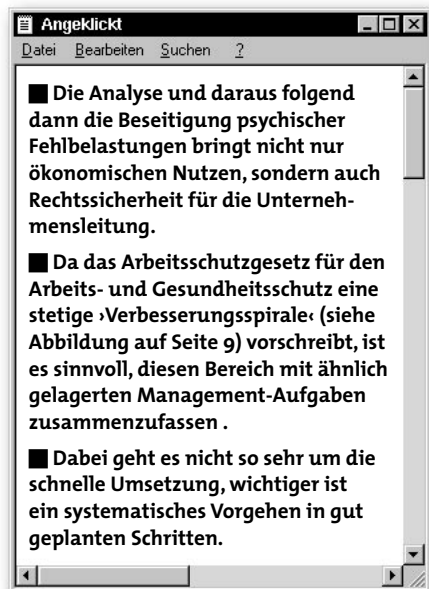 Angeklickt
Datei Bearbeiten Suchen ?
■ Die Analyse und daraus folgend
dann die Beseitigung psychischer
Fehlbelastungen bringt nicht nur
ökonomischen Nutzen, sondern auch
Rechtssicherheit für die Unterneh-
mensleitung.
■ Da das Arbeitsschutzgesetz für den
Arbeits- und Gesundheitsschutz eine
stetige ›Verbesserungsspirale‹ (siehe
Abbildung auf Seite 9) vorschreibt, ist
es sinnvoll, diesen Bereich mit ähnlich
gelagerten Management-Aufgaben
zusammenzufassen .
■ Dabei geht es nicht so sehr um die
schnelle Umsetzung, wichtiger ist
ein systematisches Vorgehen in gut
geplanten Schritten.